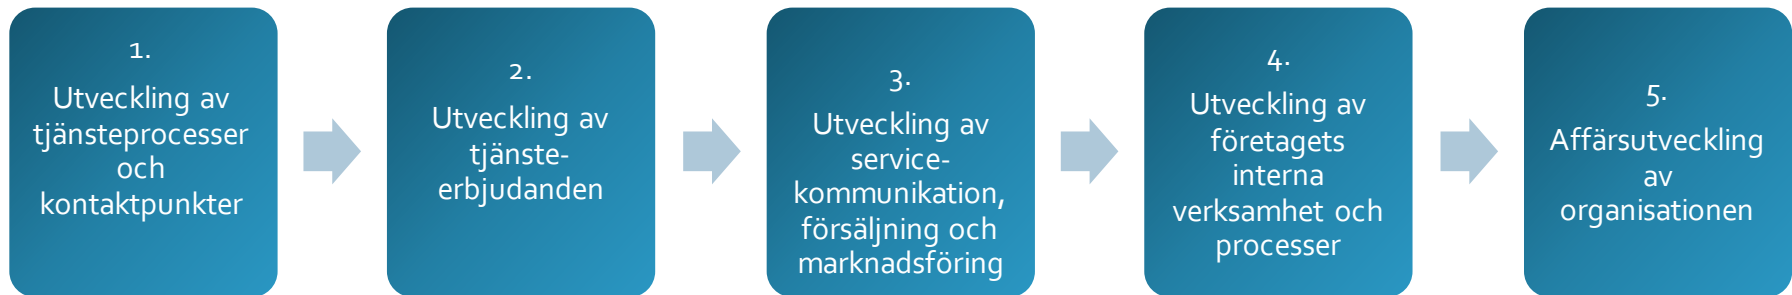 1.
Utveckling av
tjänsteprocesser
och
kontaktpunkter
2.
Utveckling av
tjänste-
erbjudanden
3.
Utveckling av
service-
kommunikation,
försäljning och
marknadsföring
4.
Utveckling av
företagets
interna
verksamhet och
processer
5.
Affärsutveckling
av
organisationen